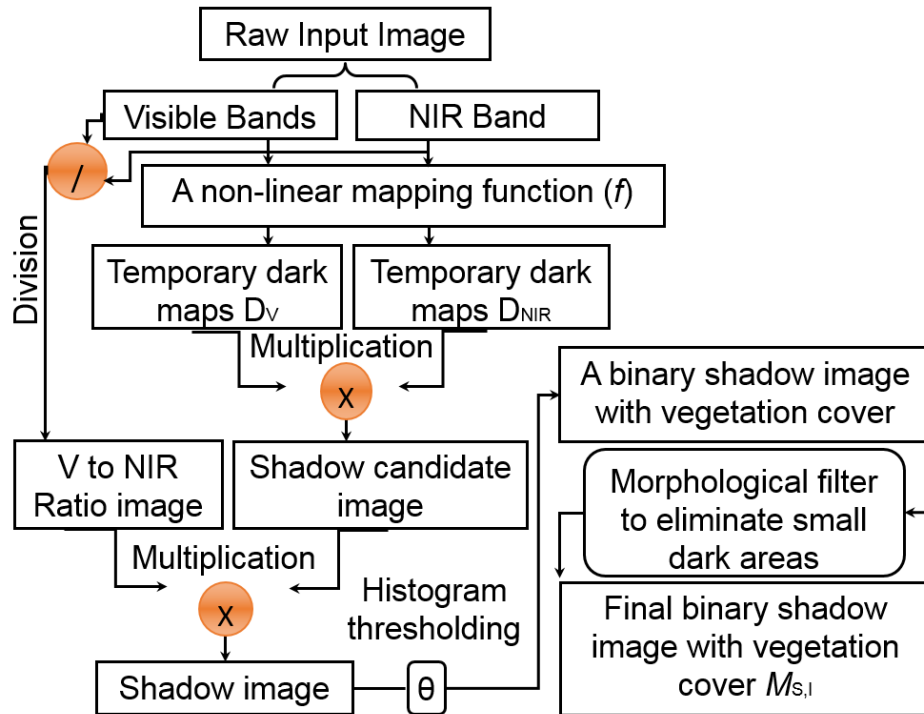 Raw Input Image
Visible Bands
NIR Band
/
A non-linear mapping function (f)
Division
Temporary dark
maps DV
Temporary dark
maps DNIR
Multiplication
x
V to NIR
Ratio image
Shadow candidate
image
Multiplication
x
Shadow image
θ
Histogram
thresholding
A binary shadow image
with vegetation cover
Morphological filter
to eliminate small
dark areas
Final binary shadow
image with vegetation
cover MS,I